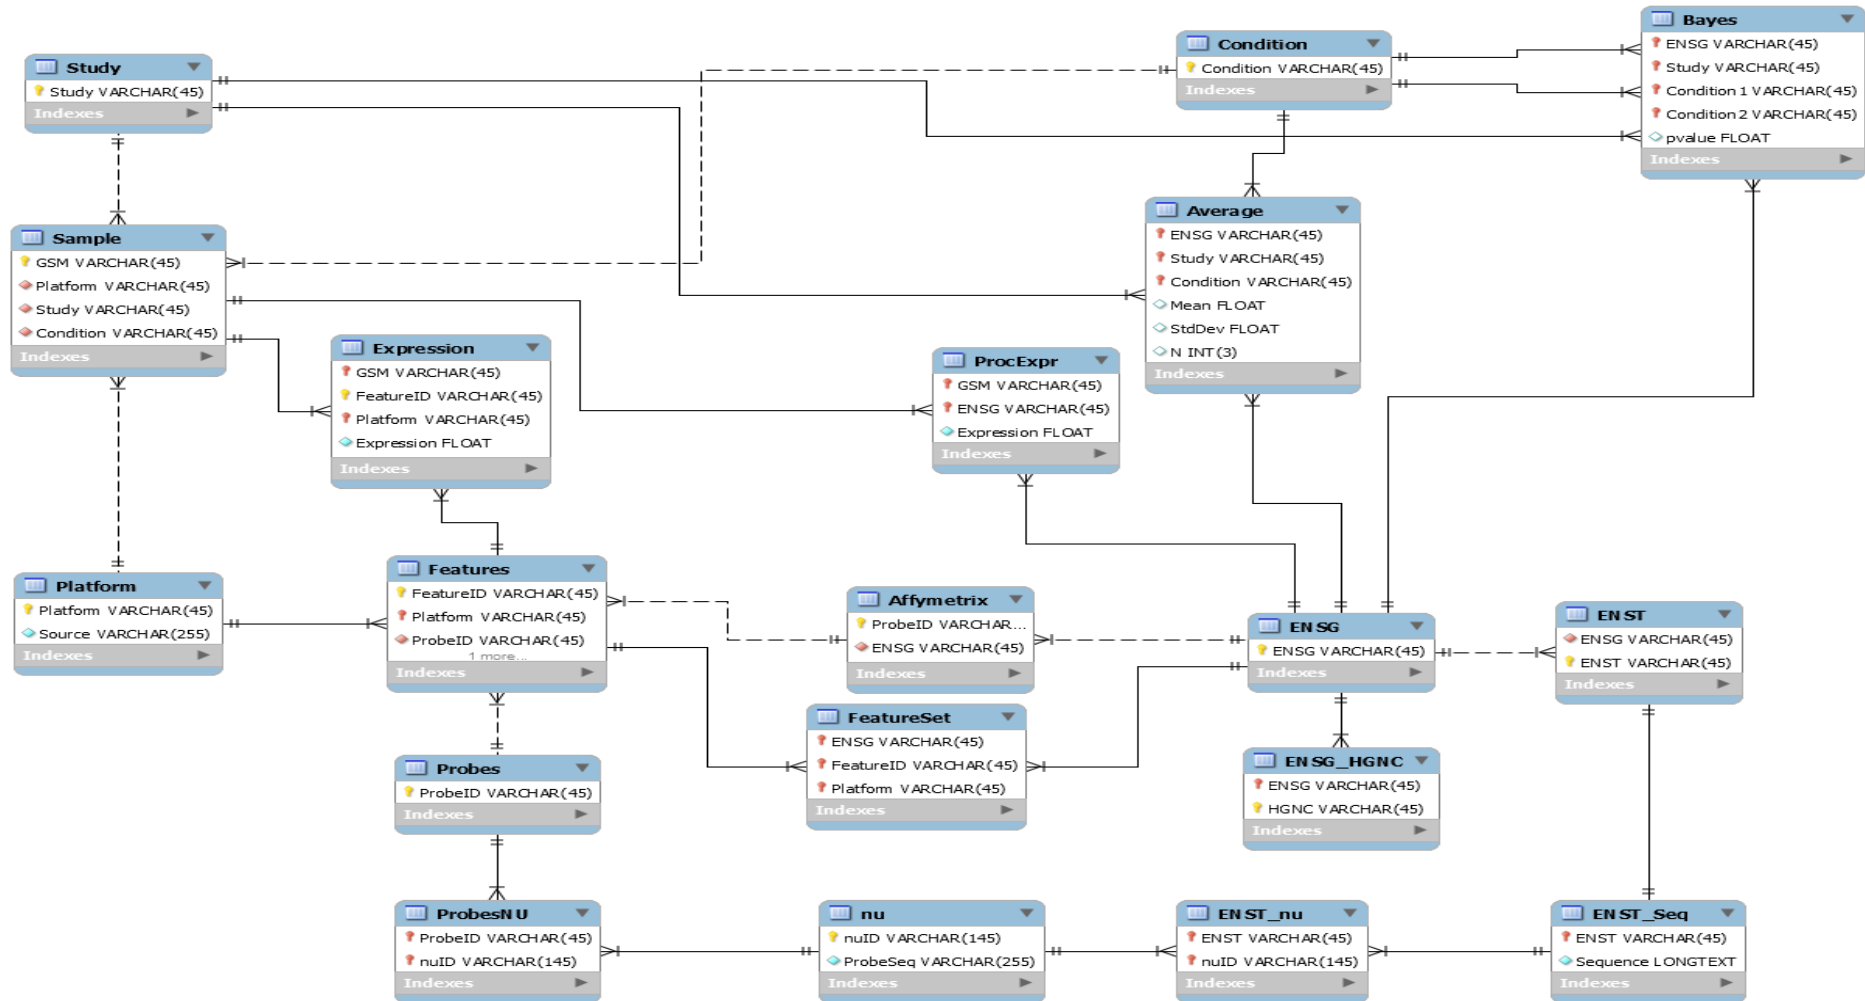 Study
Study VARCHAR(45)
Indexes
Condition
Condition VARCHAR(45)
Indexes
Bayes
ENSG VARCHAR(45)
Study VARCHAR(45)
Condition1 VARCHAR(45)
Condition2 VARCHAR(45)
pvalue FLOAT
Indexes
Sample
GSM VARCHAR(45)
Platform VARCHAR(45)
Study VARCHAR(45)
Condition VARCHAR(45)
Indexes
Average
ENSG VARCHAR(45)
Study VARCHAR(45)
Condition VARCHAR(45)
Mean FLOAT
StdDev FLOAT
N INT(3)
Indexes
Expression
GSM VARCHAR(45)
FeatureID VARCHAR(45)
Platform VARCHAR(45)
Expression FLOAT
Indexes
ProcExpr
GSM VARCHAR(45)
ENSG VARCHAR(45)
Expression FLOAT
Indexes
Platform
Platform VARCHAR(45)
Source VARCHAR(255)
Indexes
Features
FeatureID VARCHAR(45)
Platform VARCHAR(45)
ProbeID VARCHAR(45)
1 more...
Indexes
Affymetrix
ProbeID VARCHAR...
ENSG VARCHAR(45)
Indexes
ENSG
ENSG VARCHAR(45)
Indexes
ENST
ENSG VARCHAR(45)
ENST VARCHAR(45)
Indexes
FeatureSet
ENSG VARCHAR(45)
FeatureID VARCHAR(45)
Platform VARCHAR(45)
Indexes
Probes
ProbeID VARCHAR(45)
Indexes
ENSG_HGNC
ENSG VARCHAR(45)
HGNC VARCHAR(45)
Indexes
ProbesNU
ProbeID VARCHAR(45)
nuID VARCHAR(145)
Indexes
nu
nuID VARCHAR(145)
ProbeSeq VARCHAR(255)
Indexes
ENST_nu
ENST VARCHAR(45)
nuID VARCHAR(145)
Indexes
ENST_Seq
ENST VARCHAR(45)
Sequence LONGTEXT
Indexes